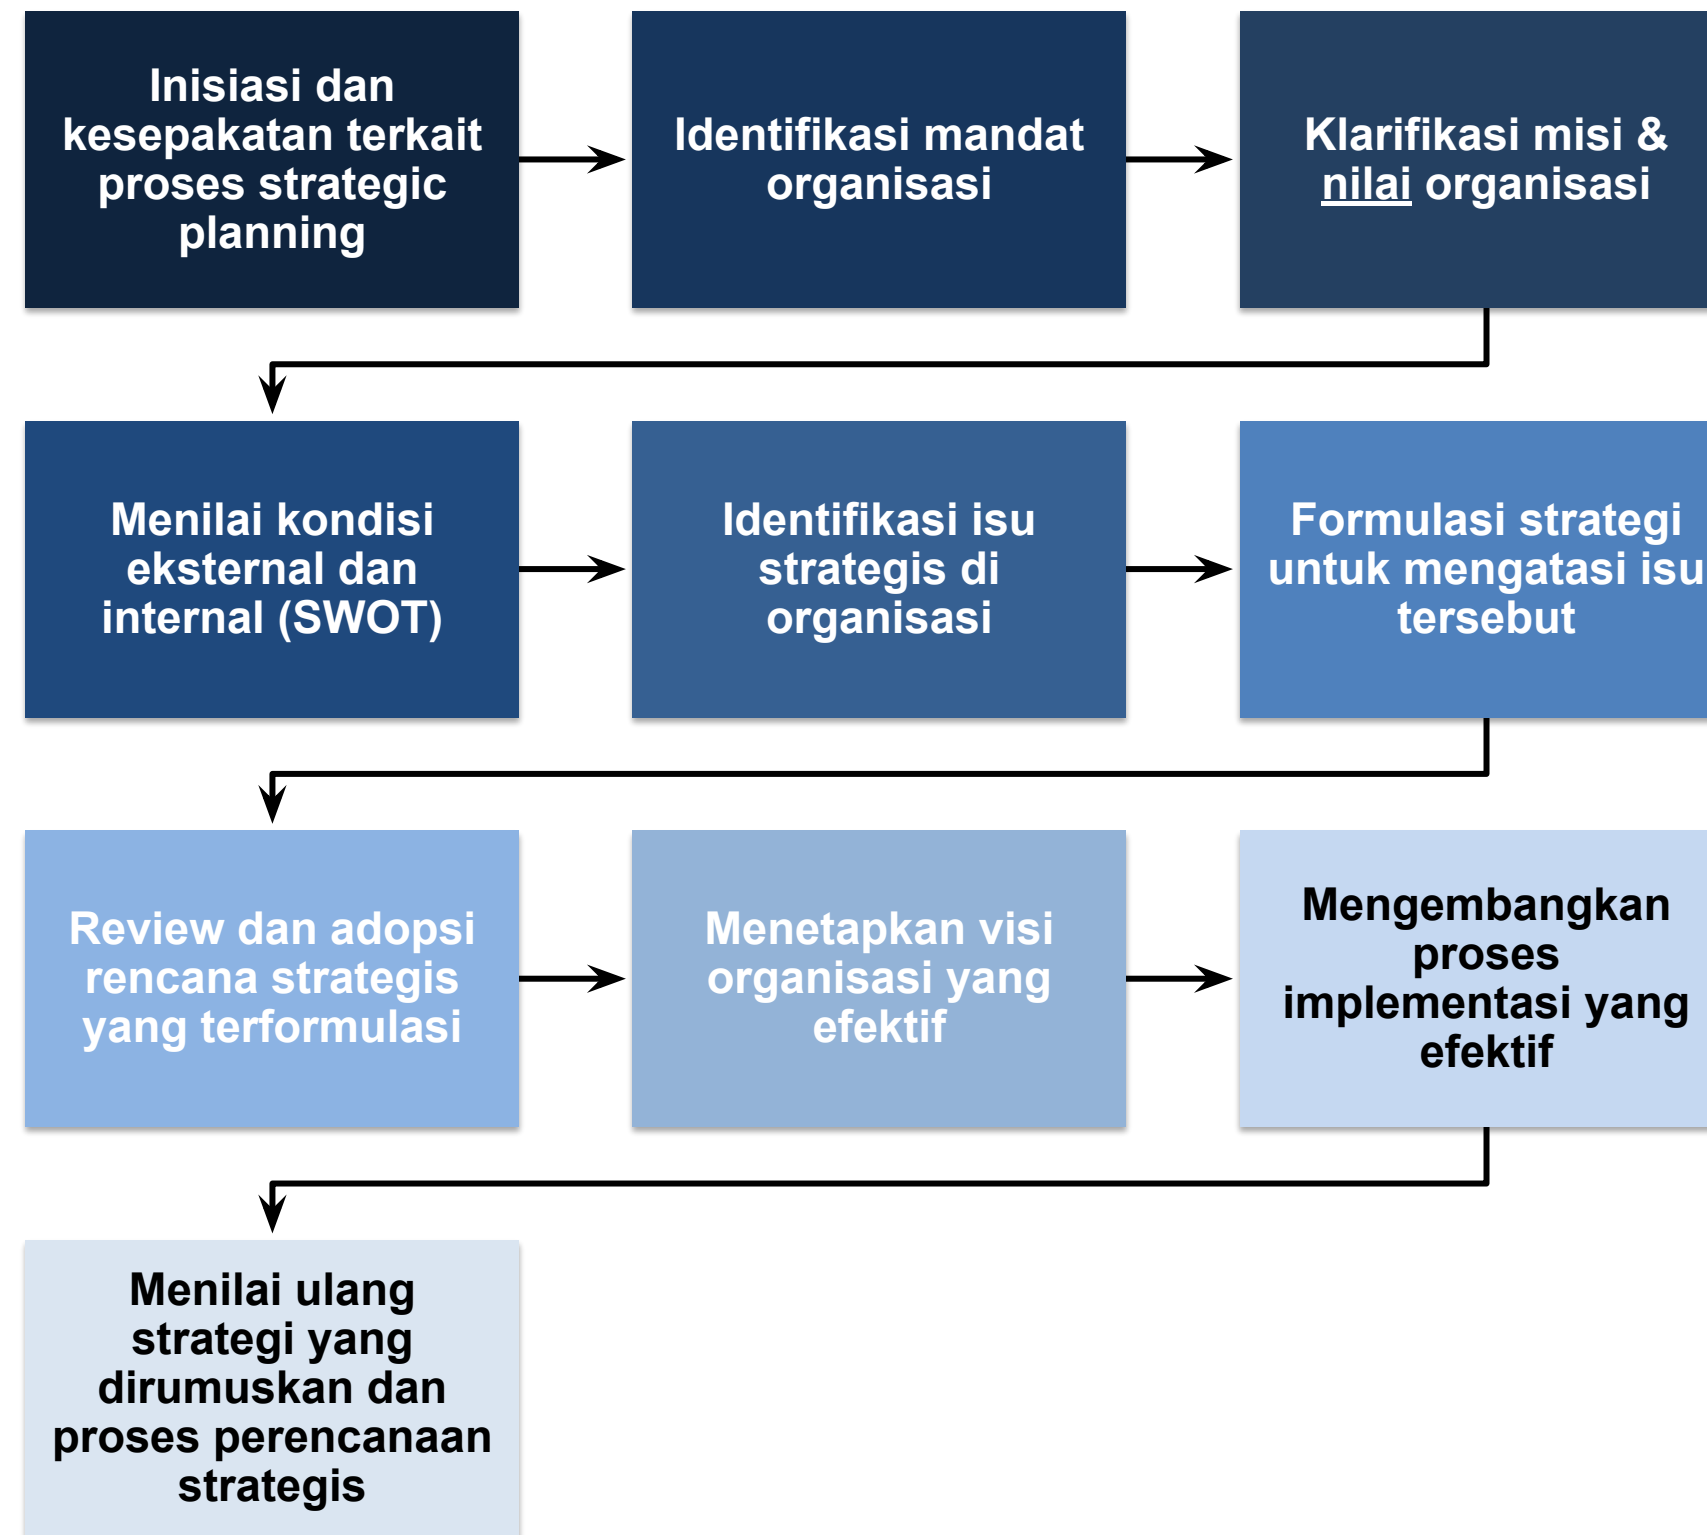 Inisiasi dan
kesepakatan terkait
proses strategic
planning
Identifikasi mandat
organisasi
Klarifikasi misi &
nilai organisasi
Menilai kondisi
eksternal dan
internal (SWOT)
Identifikasi isu
strategis di
organisasi
Formulasi strategi
untuk mengatasi isu
tersebut
Review dan adopsi
rencana strategis
yang terformulasi
Menetapkan visi
organisasi yang
efektif
Mengembangkan
proses
implementasi yang
efektif
Menilai ulang
strategi yang
dirumuskan dan
proses perencanaan
strategis